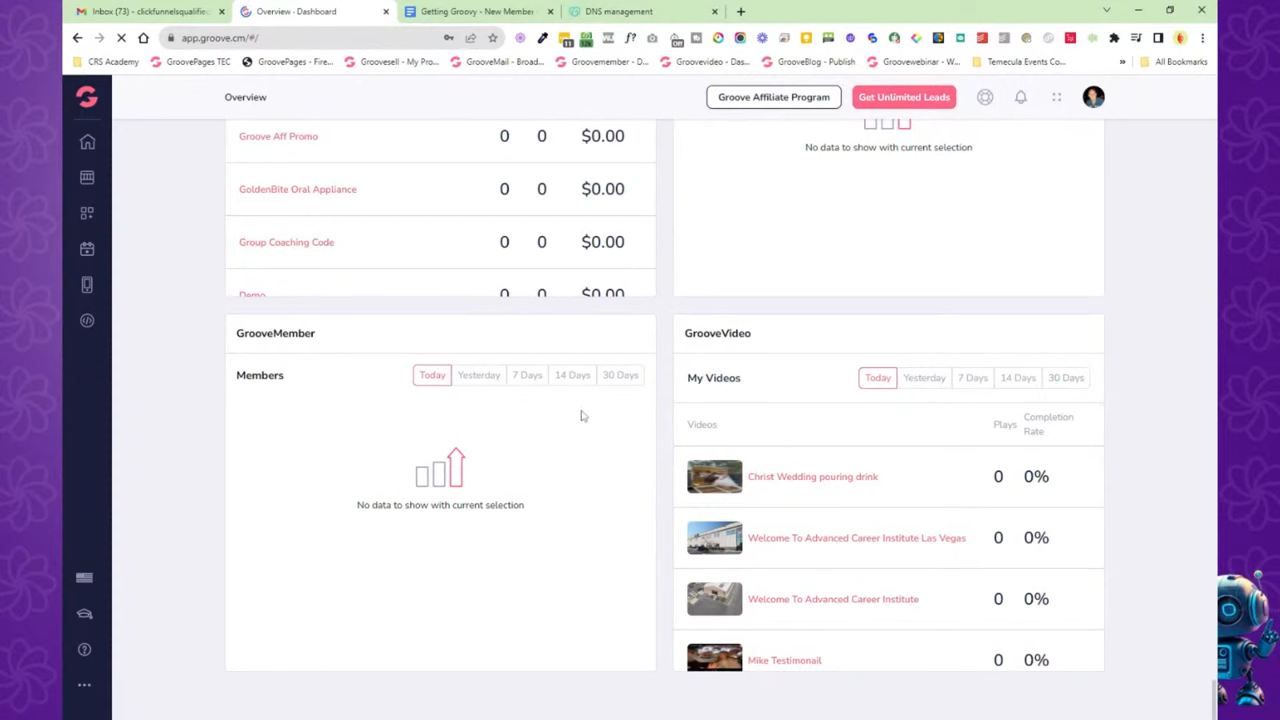 Inbox (73) - clickfunnelsqualified
Overview - Dashboard
Getting Groovy - New Member
DNS management
app.groove.cm/#/
CRS Academy
GroovePages TEC
GroovePages - Fire...
Groovesell - My Pro...
GrooveMail - Broad...
Groovemember - D...
Groovevideo - Das...
GrooveBlog - Publish
Groovewebinar - W...
Temecula Events Co...
»
All Bookmarks
Overview
Groove Affiliate Program
Get Unlimited Leads
Groove Aff Promo 0 0 $0.00
GoldenBite Oral Appliance 0 0 $0.00
Group Coaching Code 0 0 $0.00
Demo 0 0 $0.00
No data to show with current selection
GrooveMember
Members
Today Yesterday 7 Days 14 Days 30 Days
No data to show with current selection
GrooveVideo
My Videos
Today Yesterday 7 Days 14 Days 30 Days
Videos Plays Completion
Rate
Christ Wedding pouring drink 0 0%
Welcome To Advanced Career Institute Las Vegas 0 0%
Welcome To Advanced Career Institute 0 0%
Mike Testimonail 0 0%